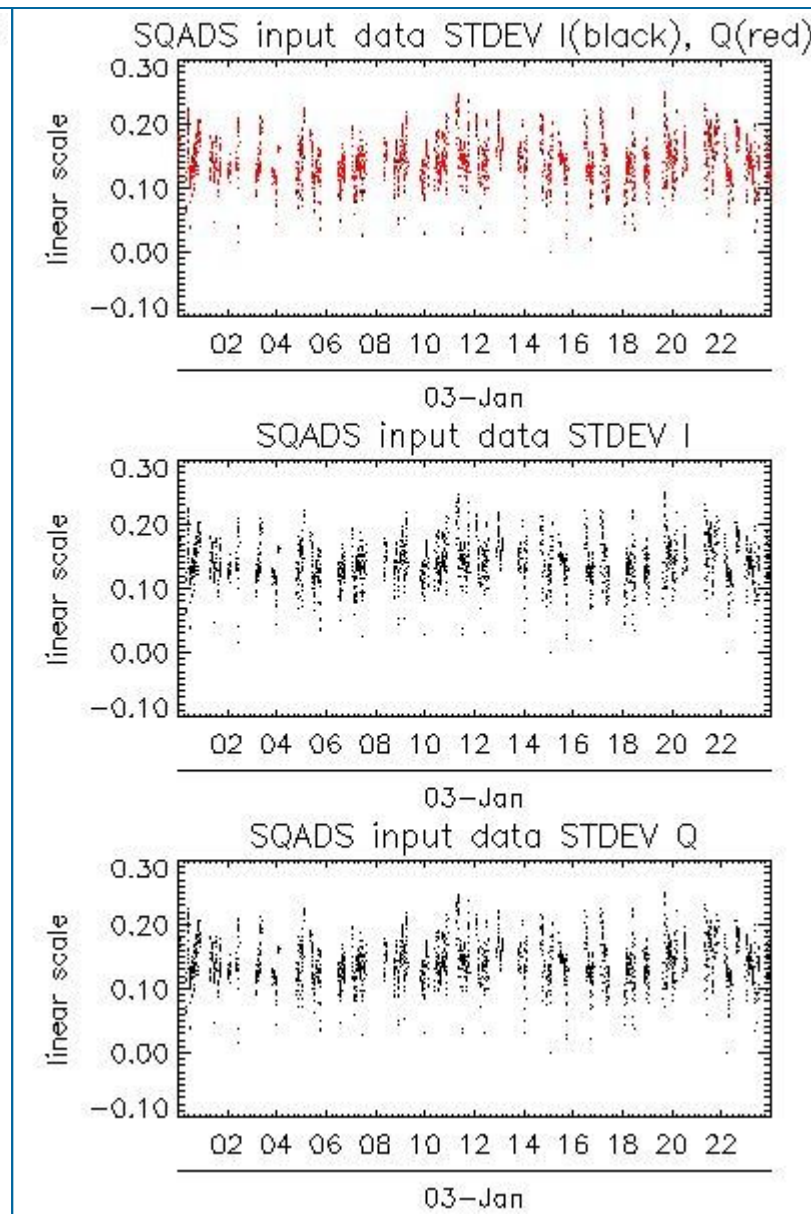 SQADS input data STDEV I(black), Q(red)
0.30
0.20
0.10
0.00
-0.10
linear scale
02 04 06 08 10 12 14 16 18 20 22
03-Jan
SQADS input data STDEV I
0.30
0.20
0.10
0.00
-0.10
linear scale
02 04 06 08 10 12 14 16 18 20 22
03-Jan
SQADS input data STDEV Q
0.30
0.20
0.10
0.00
-0.10
linear scale
02 04 06 08 10 12 14 16 18 20 22
03-Jan